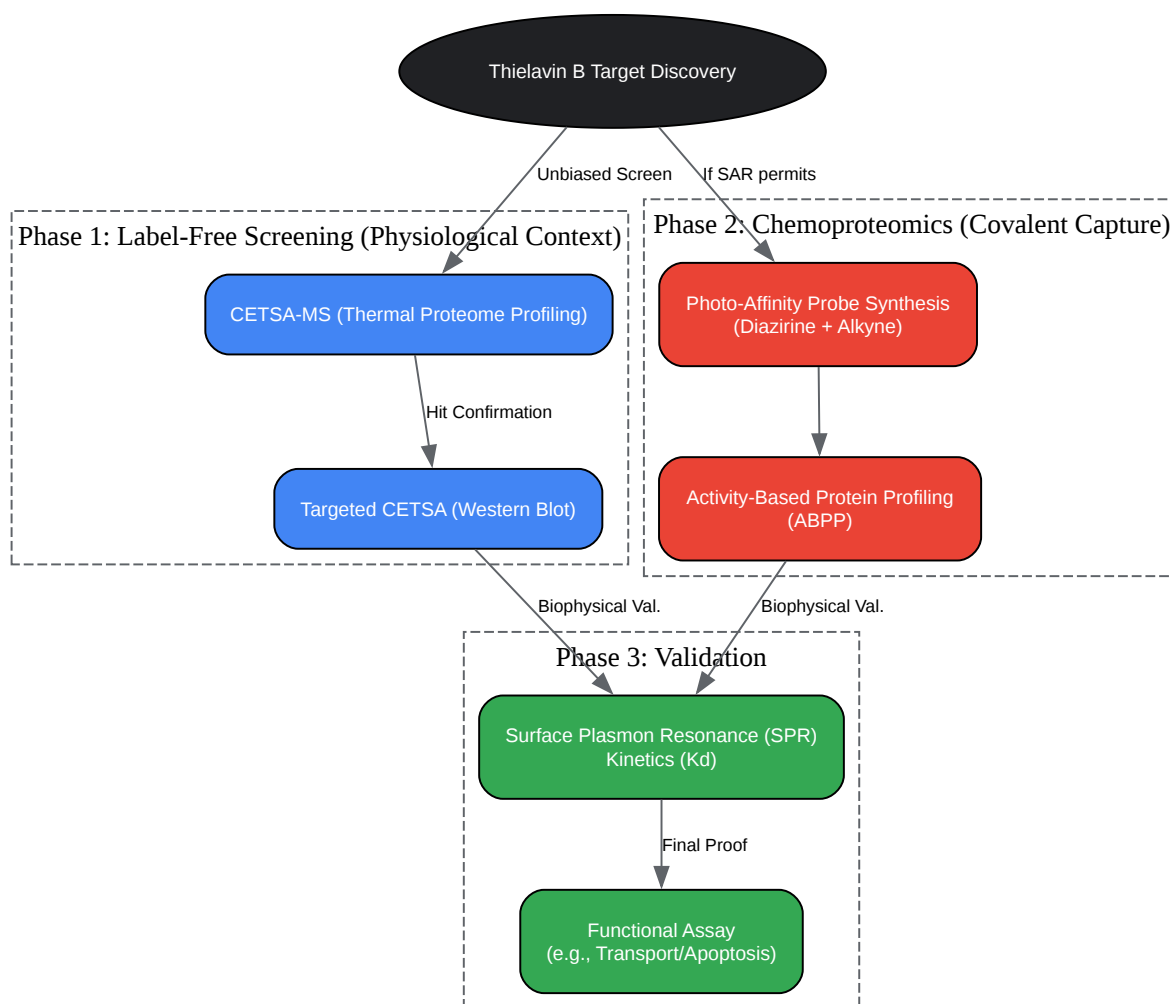 Thielavin B Target Discovery
Unbiased Screen
If SAR permits
Phase 1: Label-Free Screening (Physiological Context)
Phase 2: Chemoproteomics (Covalent Capture)
CETSA-MS (Thermal Proteome Profiling)
Photo-Affinity Probe Synthesis
(Diazirine + Alkyne)
Hit Confirmation
Targeted CETSA (Western Blot)
Activity-Based Protein Profiling
(ABPP)
Biophysical Val.
Biophysical Val.
Phase 3: Validation
Surface Plasmon Resonance (SPR)
Kinetics (Kd)
Final Proof
Functional Assay
(e.g., Transport/Apoptosis)